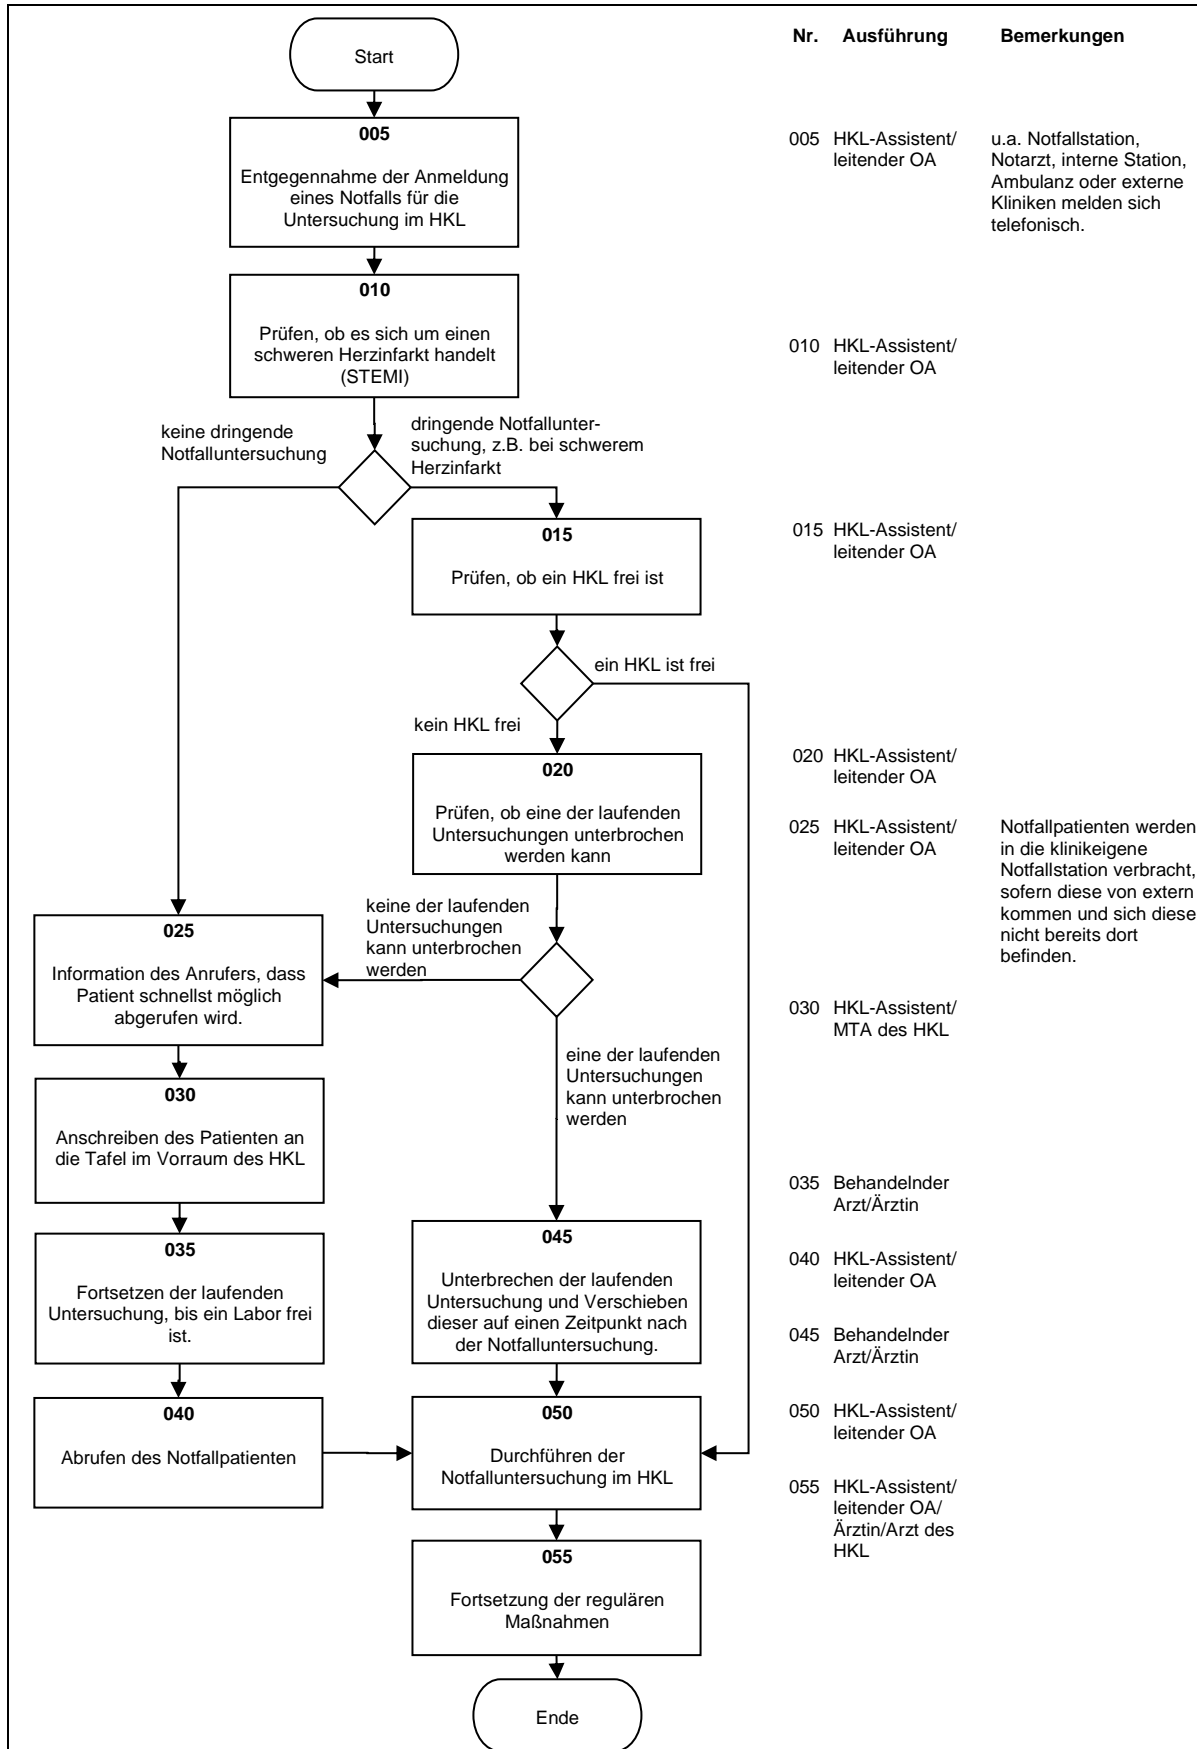 Start
005
Entgegennahme der Anmeldung
eines Notfalls für die
Untersuchung im HKL
010
Prüfen, ob es sich um einen
schweren Herzinfarkt handelt
(STEMI)
keine dringende
Notfalluntersuchung
dringende Notfallunter-
suchung, z.B. bei schwerem
Herzinfarkt
015
Prüfen, ob ein HKL frei ist
ein HKL ist frei
kein HKL frei
020
Prüfen, ob eine der laufenden
Untersuchungen unterbrochen
werden kann
keine der laufenden
Untersuchungen
kann unterbrochen
werden
025
Information des Anrufers, dass
Patient schnellst möglich
abgerufen wird.
eine der laufenden
Untersuchungen
kann unterbrochen
werden
030
Anschreiben des Patienten an
die Tafel im Vorraum des HKL
035
Fortsetzen der laufenden
Untersuchung, bis ein Labor frei
ist.
045
Unterbrechen der laufenden
Untersuchung und Verschieben
dieser auf einen Zeitpunkt nach
der Notfalluntersuchung.
040
Abrufen des Notfallpatienten
050
Durchführen der
Notfalluntersuchung im HKL
055
Fortsetzung der regulären
Maßnahmen
Ende
Nr. Ausführung Bemerkungen
005 HKL-Assistent/ u.a. Notfallstation,
leitender OA Notarzt, interne Station,
Ambulanz oder externe
Kliniken melden sich
telefonisch.
010 HKL-Assistent/
leitender OA
015 HKL-Assistent/
leitender OA
020 HKL-Assistent/
leitender OA
025 HKL-Assistent/ Notfallpatienten werden
leitender OA in die klinikeigene
Notfallstation verbracht,
sofern diese von extern
kommen und sich diese
nicht bereits dort
befinden.
030 HKL-Assistent/
MTA des HKL
035 Behandelnder
Arzt/Ärztin
040 HKL-Assistent/
leitender OA
045 Behandelnder
Arzt/Ärztin
050 HKL-Assistent/
leitender OA
055 HKL-Assistent/
leitender OA/
Ärztin/Arzt des
HKL